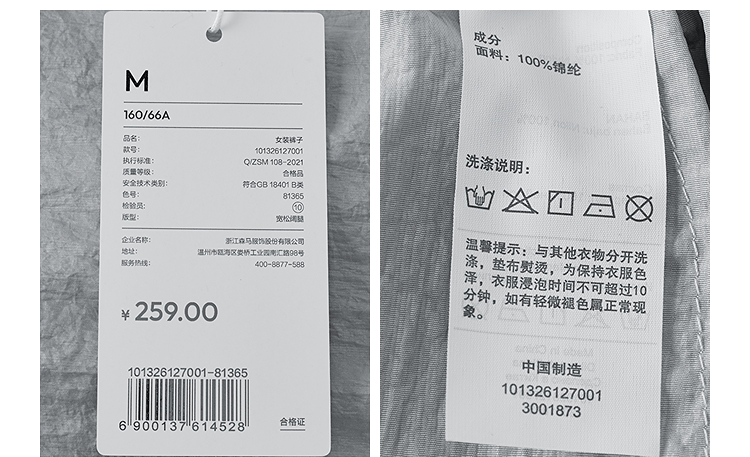 M
160/66A
品名: 女装裤子
款号: 101326127001
执行标准: Q/ZSM 108-2021
质量等级: 合格品
安全技术类别: 符合GB 18401 B类
色号: 81365
检验员: 10
版型: 宽松阔腿
企业名称: 浙江森马服饰股份有限公司
地址: 温州市瓯海区娄桥工业园南汇路98号
服务热线: 400-8877-588
¥ 259.00
101326127001-81365
6 900137 614528
合格证
成分
面料: 100%锦纶
洗涤说明:
温馨提示: 与其他衣物分开洗
涤, 垫布熨烫, 为保持衣服色
泽, 衣服浸泡时间不可超过10
分钟, 如有轻微褪色属正常现
象。
中国制造
101326127001
3001873